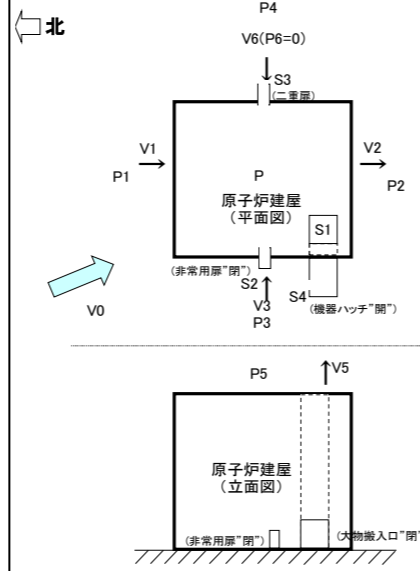 P4
北
V6(P6=0)
S3
(二重扉)
V1
V2
P1
P
P2
原子炉建屋
(平面図)
S1
(非常用扉"閉")
S2
S4
(機器ハッチ"開")
V3
P3
V0
P5
V5
原子炉建屋
(立面図)
(非常用扉"閉")
(大物搬入口"閉"